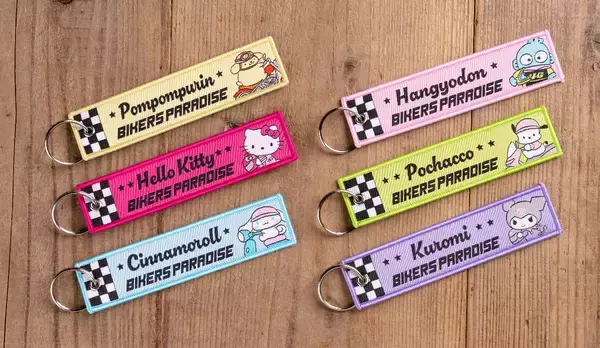 Pompompurin
BIKERS PARADISE
Hello Kitty
BIKERS PARADISE
Cinnamoroll
BIKERS PARADISE
Hangyodon
BIKERS PARADISE
Pochacco
BIKERS PARADISE
Kuromi
BIKERS PARADISE